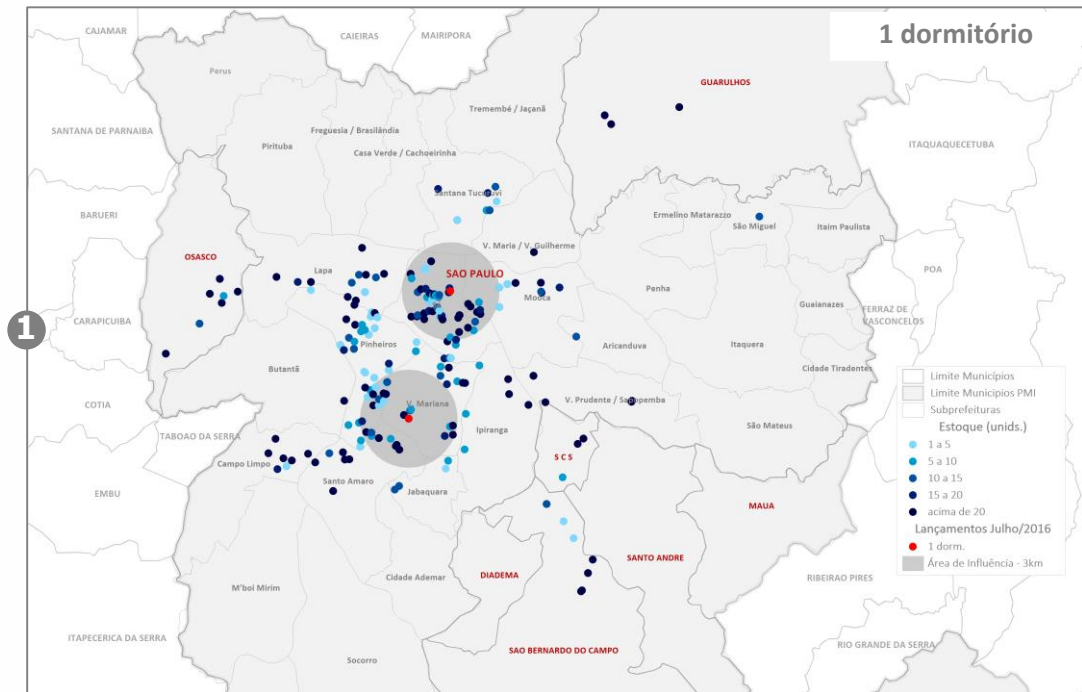 1 dormitório
CAJAMAR
CAIEIRAS
MAIRIPORA
Perus
GUARULHOS
Tremembé / Jaçanã
SANTANA DE PARNAIBA
Freguesia / Brasilândia
Pirituba
Casa Verde / Cachoeirinha
ITAQUAQUECETUBA
Santana Tucuruvi
BARUERI
Ermelino Matarazzo
São Miguel
Itaim Paulista
V. Maria / V. Guilherme
OSASCO
Lapa
SAO PAULO
POA
Penha
Mooca
Guaianazes
FERRAZ DE
VASCONCELOS
CARAPICUIBA
1
Pinheiros
Aricanduva
Itaquera
Butantã
Cidade Tiradentes
Limite Municípios
Limite Municipios PMI
Subprefeituras
Estoque (unids.)
1 a 5
5 a 10
10 a 15
15 a 20
acima de 20
Lançamentos Julho/2016
1 dorm.
Área de Influência - 3km
COTIA
V. Mariana
V. Prudente / Sapopemba
TABOAO DA SERRA
Ipiranga
São Mateus
S C S
Campo Limpo
Santo Amaro
Jabaquara
EMBU
MAUA
SANTO ANDRE
DIADEMA
Cidade Ademar
RIBEIRAO PIRES
M'boi Mirim
ITAPECERICA DA SERRA
SAO BERNARDO DO CAMPO
RIO GRANDE DA SERRA
Socorro